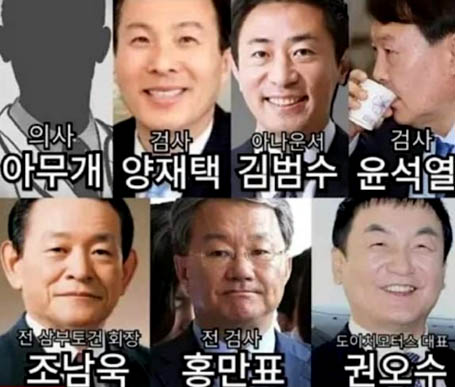 의사
아무개
검사
양재택
아나운서
김범수
검사
윤석열
전 삼부토건 회장
조남욱
전 검사
홍만표
도이치모터스 대표
권오수